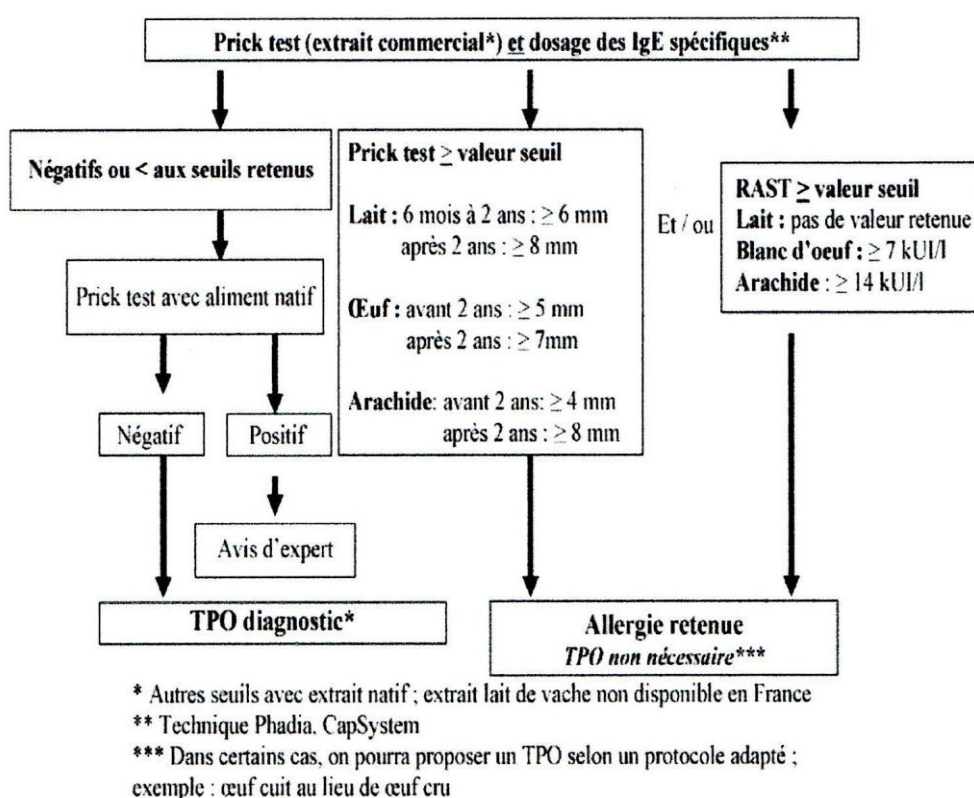 Prick test (extrait commercial*) et dosage des IgE spécifiques**
Négatifs ou < aux seuils retenus
Prick test avec aliment natif
Négatif
Positif
Avis d'expert
TPO diagnostic*
Prick test ≥ valeur seuil
Lait : 6 mois à 2 ans : ≥ 6 mm
après 2 ans : ≥ 8 mm
Œuf : avant 2 ans : ≥ 5 mm
après 2 ans : ≥ 7mm
Arachide: avant 2 ans: ≥ 4 mm
après 2 ans : ≥ 8 mm
Et / ou
RAST ≥ valeur seuil
Lait : pas de valeur retenue
Blanc d'oeuf : ≥ 7 kUI/l
Arachide : ≥ 14 kUI/l
Allergie retenue
TPO non nécessaire***
* Autres seuils avec extrait natif ; extrait lait de vache non disponible en France
** Technique Phadia. CapSystem
*** Dans certains cas, on pourra proposer un TPO selon un protocole adapté ;
exemple : œuf cuit au lieu de œuf cru